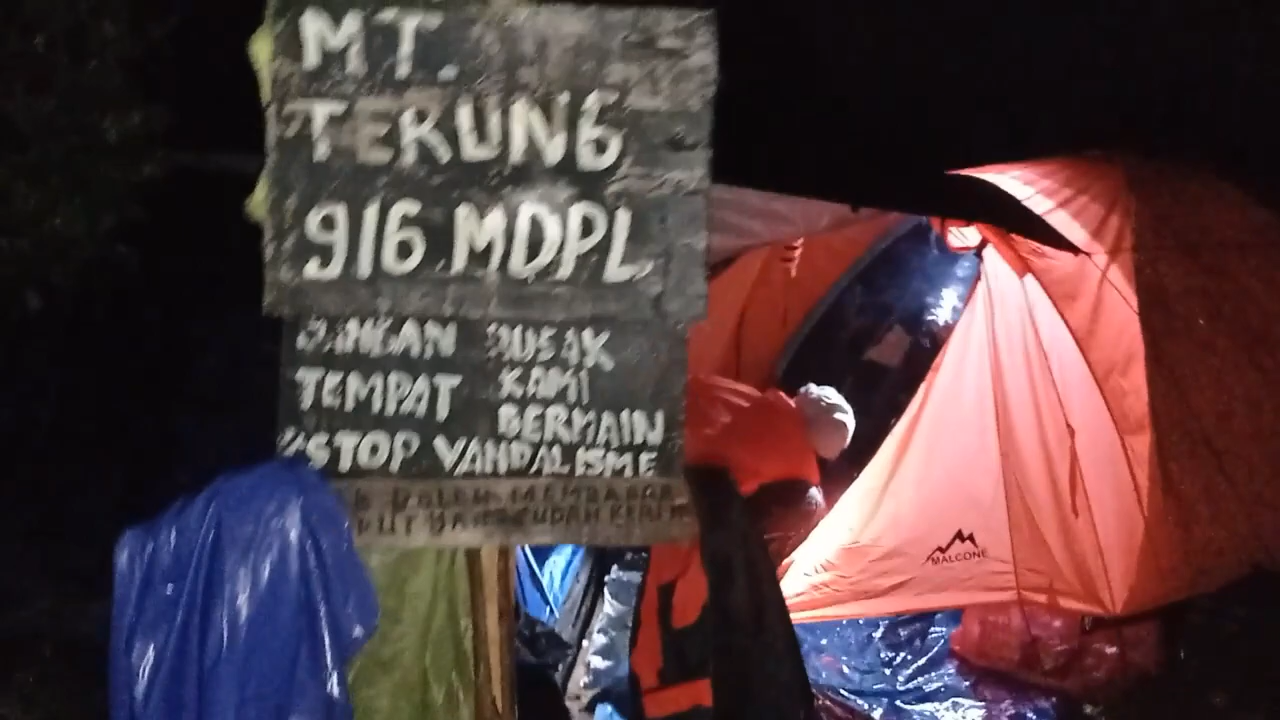 MT.
TERUNG
916 MDPL
JANGAN RUSAK
TEMPAT KAMI
BERMAIN
STOP VANDALISME
MALCONE